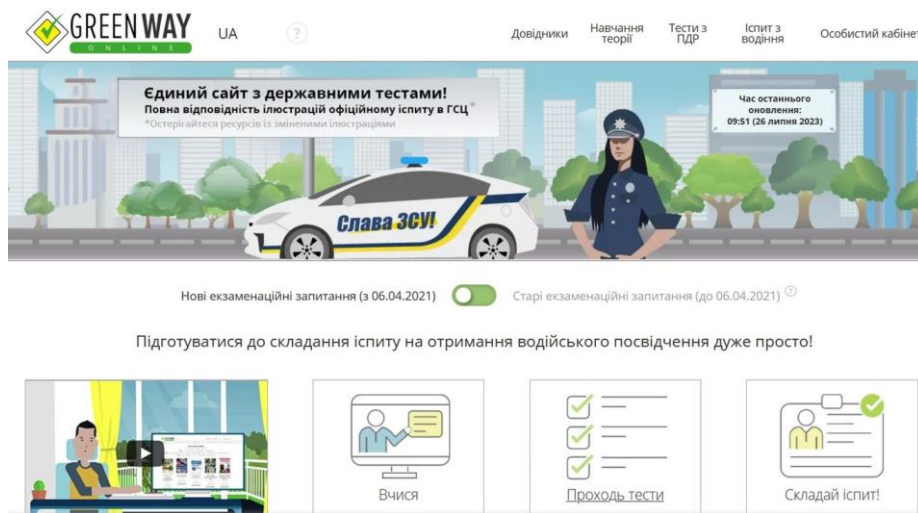 GREEN WAY
ONLINE
UA
?
Довідники
Навчання
теорії
Тести з
ПДР
Іспит з
водіння
Особистий кабінет
Єдиний сайт з державними тестами!
Повна відповідність ілюстрацій офіційному іспиту в ГСЦ*
*Остерігайтеся ресурсів із зміненими ілюстраціями
Час останнього
оновлення:
09:51 (26 липня 2023)
Слава ЗСУ!
Нові екзаменаційні запитання (з 06.04.2021)
Старі екзаменаційні запитання (до 06.04.2021) ?
Підготуватися до складання іспиту на отримання водійського посвідчення дуже просто!
Вчися
Проходь тести
Складай іспит!